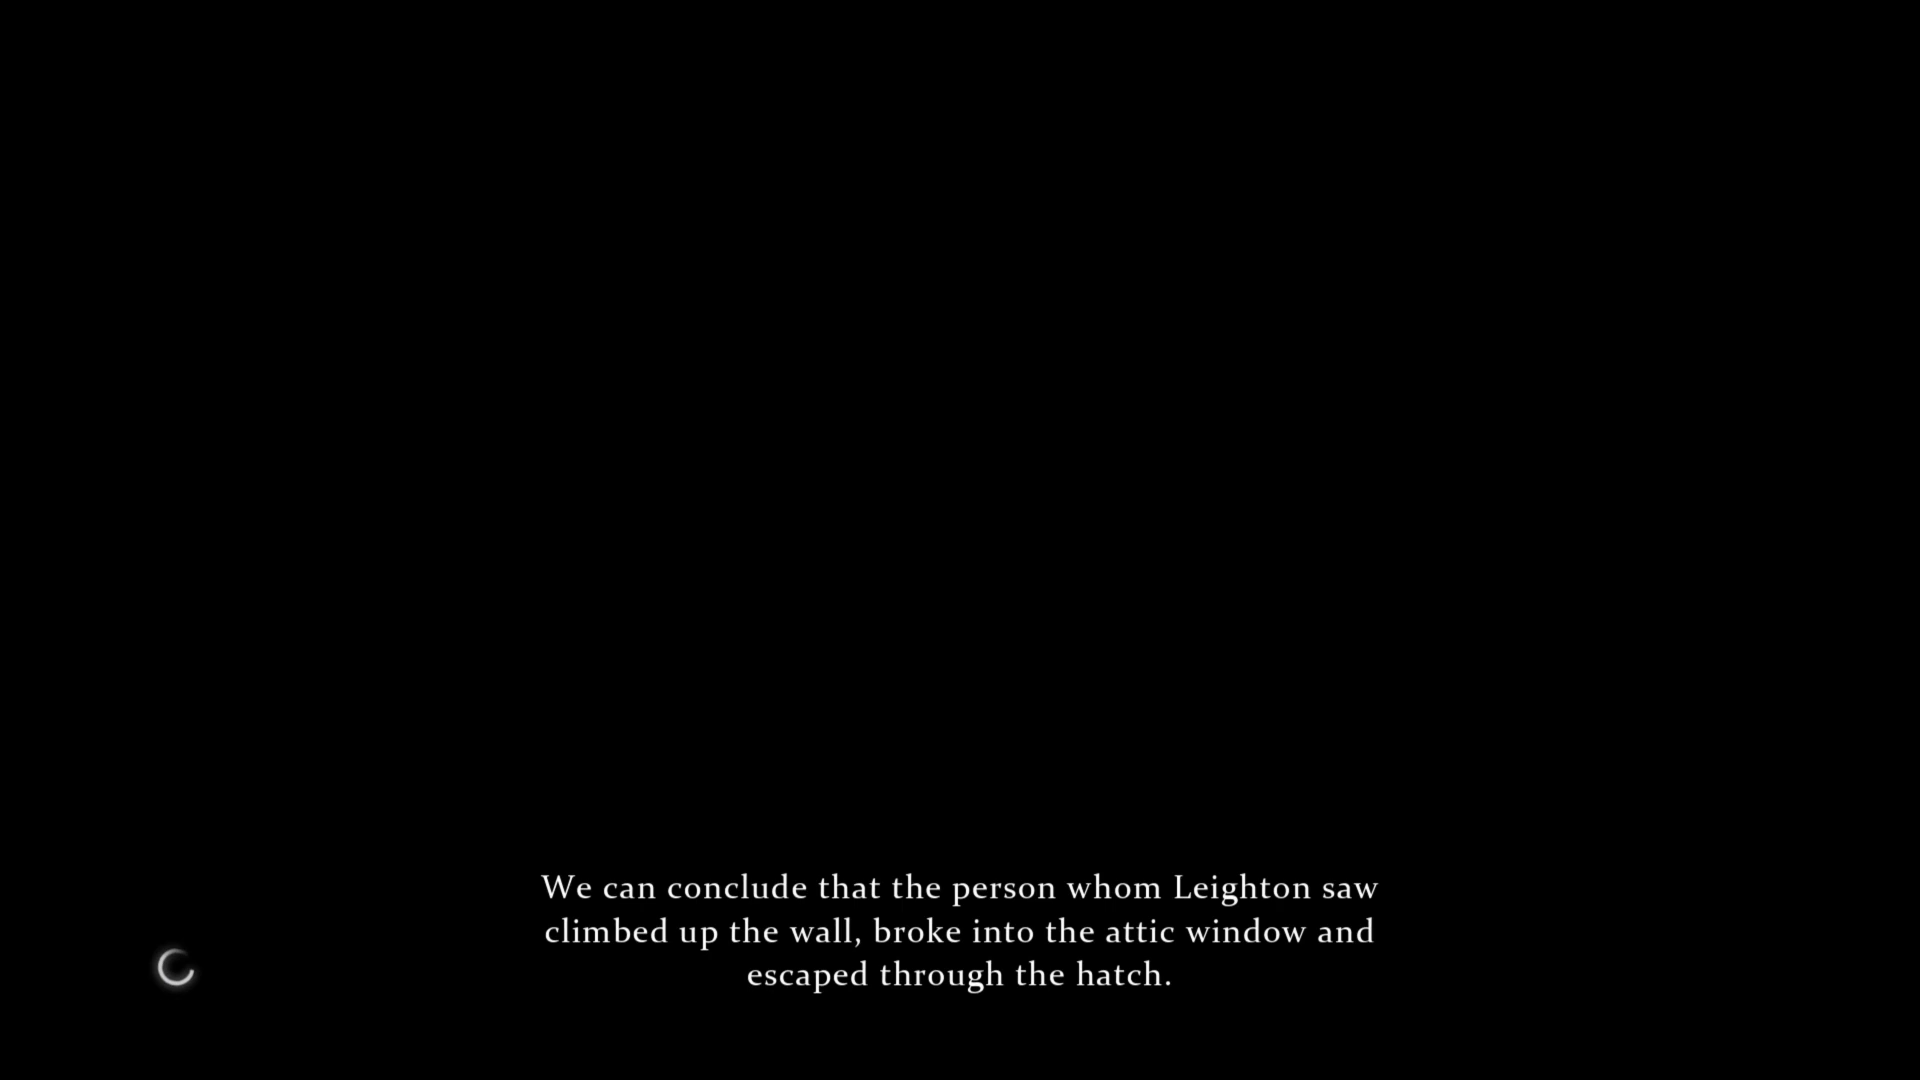 We can conclude that the person whom Leighton saw
climbed up the wall, broke into the attic window and
escaped through the hatch.